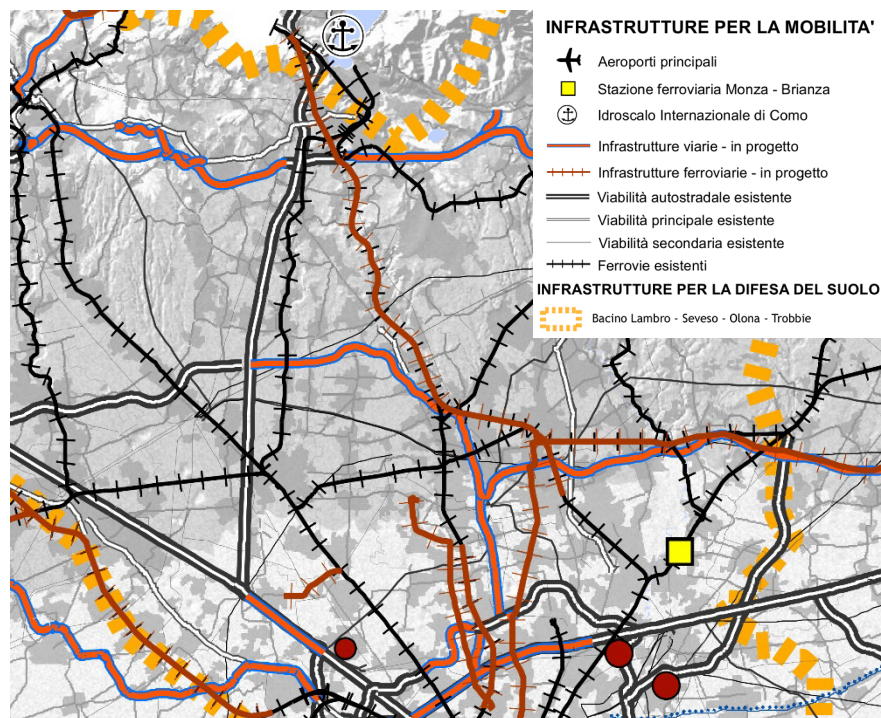 INFRASTRUTTURE PER LA MOBILITA'
Aeroporti principali
Stazione ferroviaria Monza - Brianza
Idroscalo Internazionale di Como
Infrastrutture viarie - in progetto
Infrastrutture ferroviarie - in progetto
Viabilità autostradale esistente
Viabilità principale esistente
Viabilità secondaria esistente
Ferrovie esistenti
INFRASTRUTTURE PER LA DIFESA DEL SUOLO
Bacino Lambro - Seveso - Olona - Trobbie